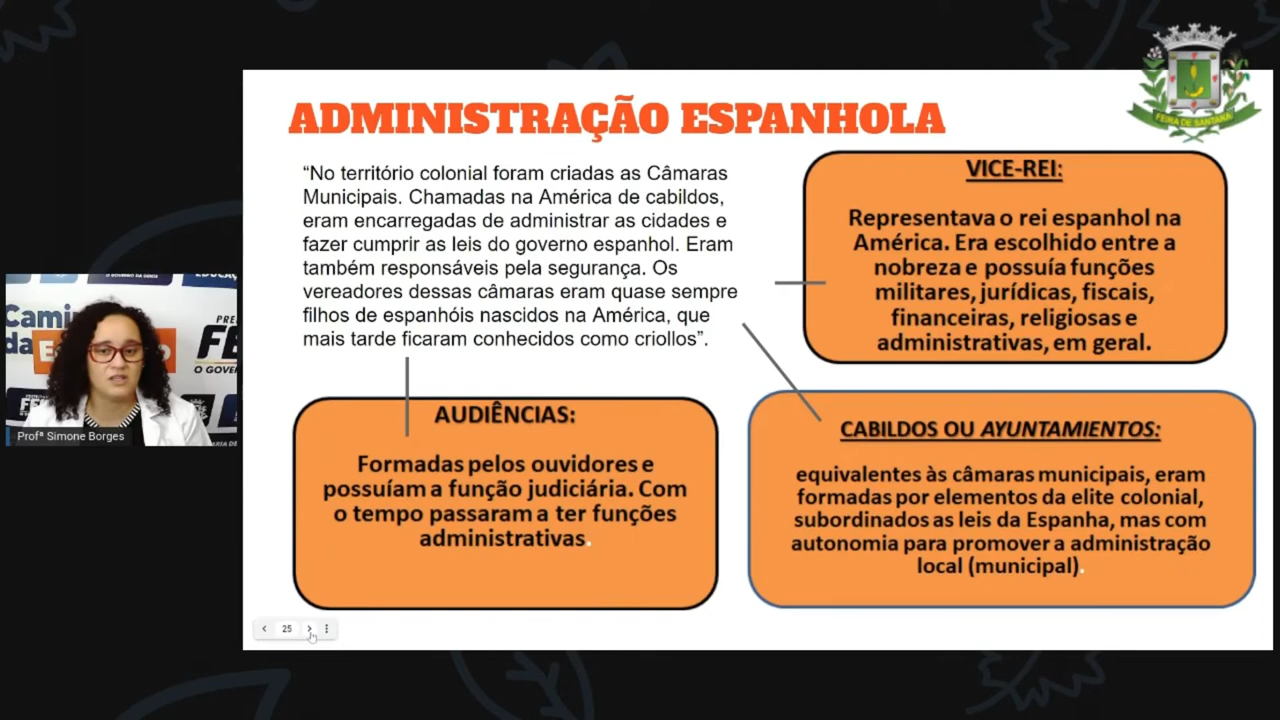 ADMINISTRAÇÃO ESPANHOLA
FEIRA DE SANTANA
“No território colonial foram criadas as Câmaras
Municipais. Chamadas na América de cabildos,
eram encarregadas de administrar as cidades e
fazer cumprir as leis do governo espanhol. Eram
também responsáveis pela segurança. Os
vereadores dessas câmaras eram quase sempre
filhos de espanhóis nascidos na América, que
mais tarde ficaram conhecidos como criollos”.
VICE-REI:
Representava o rei espanhol na
América. Era escolhido entre a
nobreza e possuía funções
militares, jurídicas, fiscais,
financeiras, religiosas e
administrativas, em geral.
AUDIÊNCIAS:
Formadas pelos ouvidores e
possuíam a função judiciária. Com
o tempo passaram a ter funções
administrativas.
CABILDOS OU AYUNTAMIENTOS:
equivalentes às câmaras municipais, eram
formadas por elementos da elite colonial,
subordinados as leis da Espanha, mas com
autonomia para promover a administração
local (municipal).
Profª Simone Borges
25